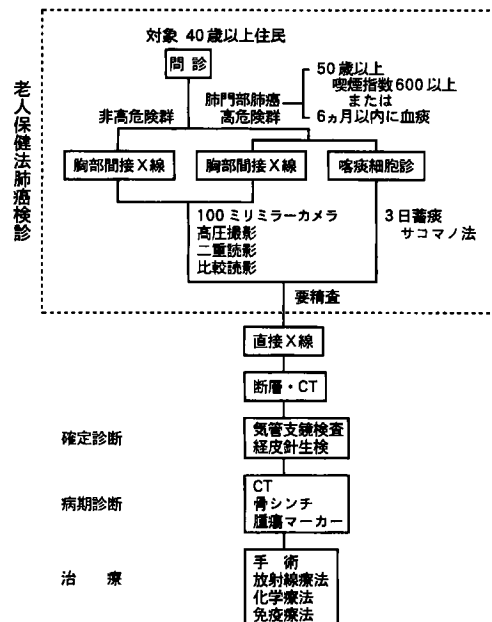 対象 40歳以上住民
問診
老人保健法肺癌検診
非高危険群
肺門部肺癌
高危険群
50歳以上
喫煙指数600以上
または
6ヵ月以内に血痰
胸部間接X線
胸部間接X線
喀痰細胞診
100ミリミラーカメラ
高圧撮影
二重読影
比較読影
3日蓄痰
サコマノ法
要精査
直接X線
断層・CT
確定診断
気管支鏡検査
経皮針生検
病期診断
CT
骨シンチ
腫瘍マーカー
治　療
手　術
放射線療法
化学療法
免疫療法